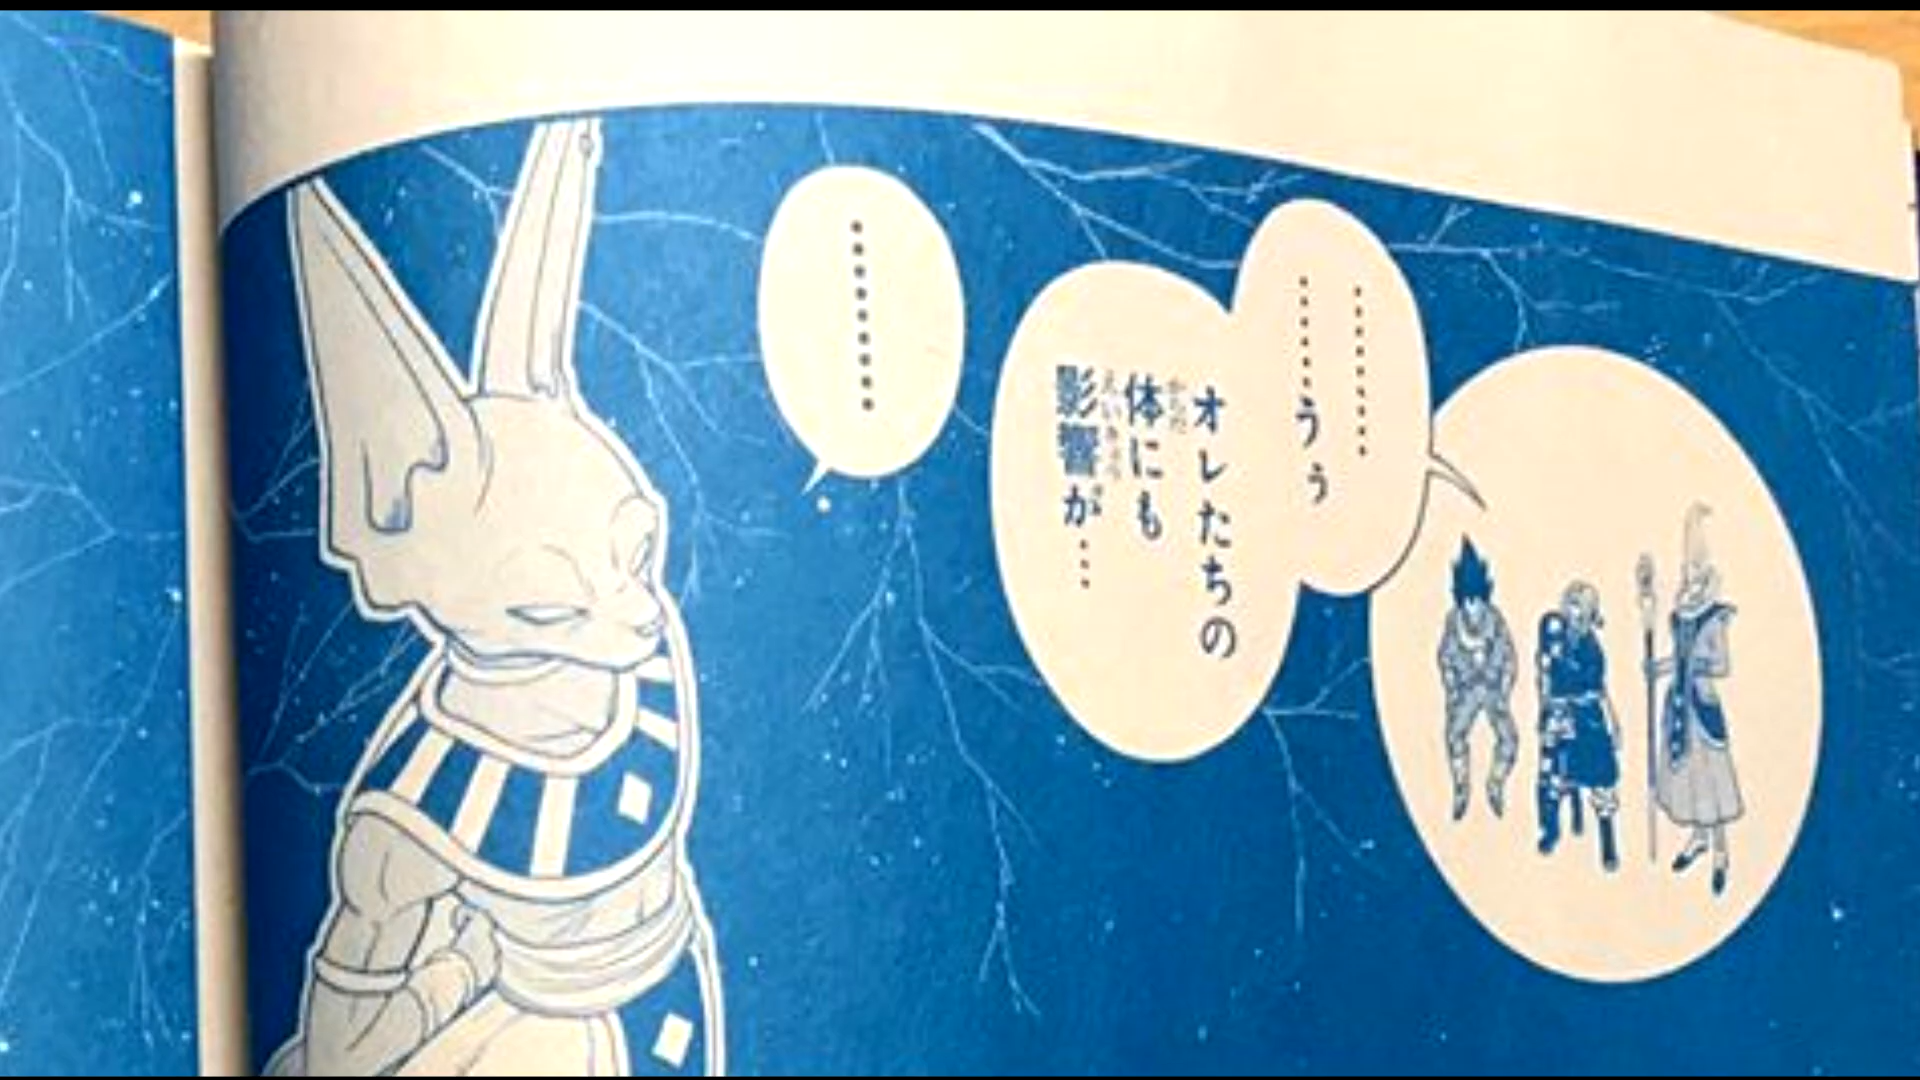 ………
………うぅ
オレたちの
体にも
影響が…
………